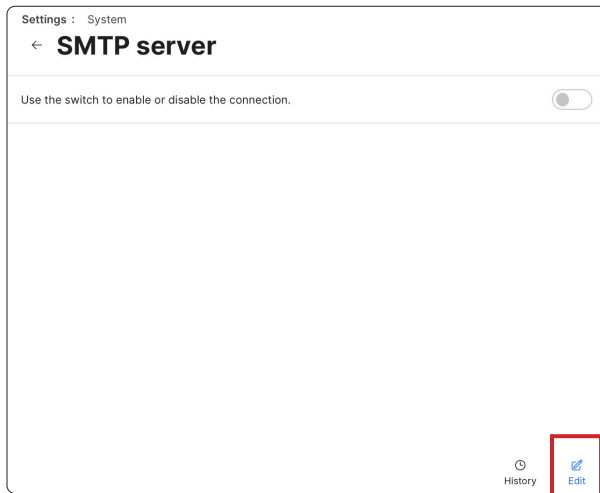 Settings : System
← SMTP server
Use the switch to enable or disable the connection.
History Edit